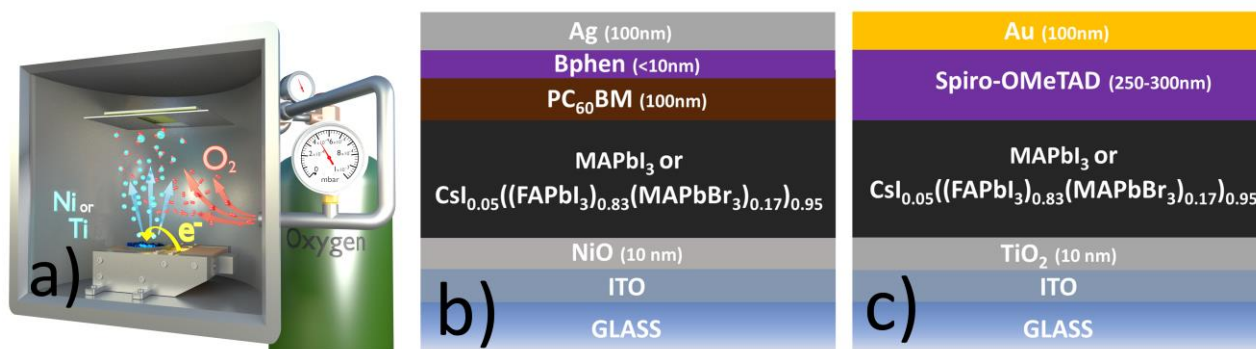 Ni or
Ti
e⁻
O₂
Oxygen
mbar
a)
Ag (100nm)
Bphen (<10nm)
PC₆₀BM (100nm)
MAPbI₃ or
CsI₀.₀₅((FAPbI₃)₀.₈₃(MAPbBr₃)₀.₁₇)₀.₉₅
NiO (10 nm)
ITO
GLASS
b)
Au (100nm)
Spiro-OMeTAD (250-300nm)
MAPbI₃ or
CsI₀.₀₅((FAPbI₃)₀.₈₃(MAPbBr₃)₀.₁₇)₀.₉₅
TiO₂ (10 nm)
ITO
GLASS
c)